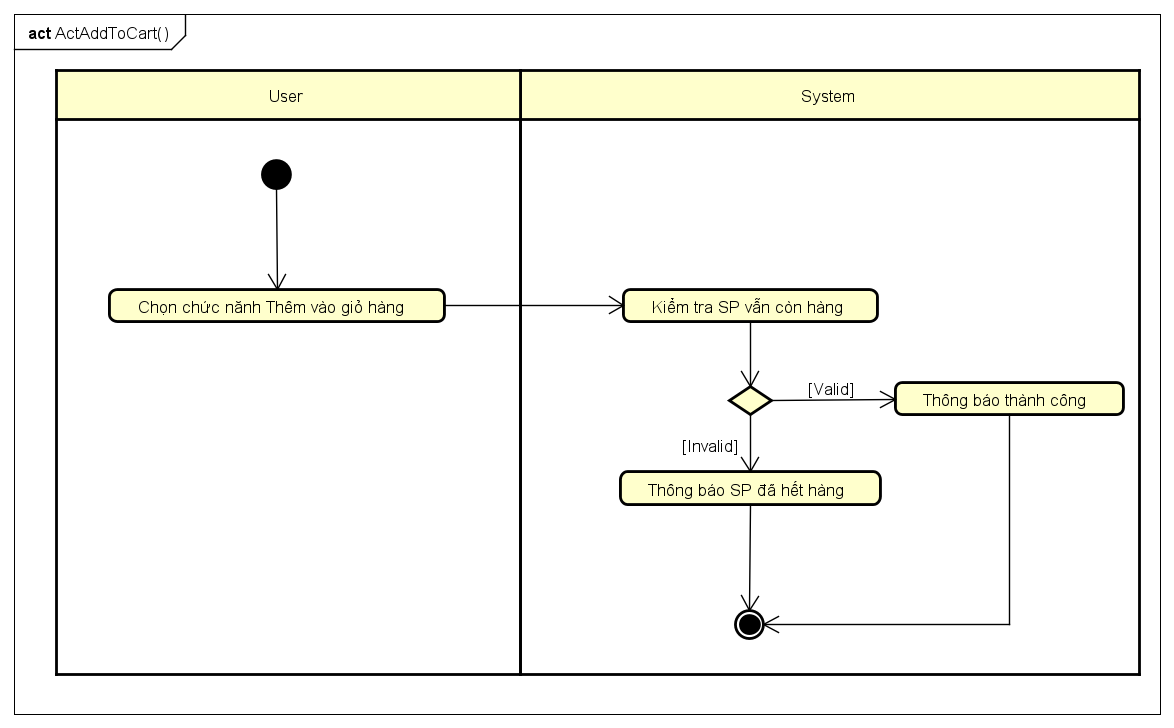 act ActAddToCart()
User
System
Chọn chức nănh Thêm vào giỏ hàng
Kiểm tra SP vẫn còn hàng
[Valid]
Thông báo thành công
[Invalid]
Thông báo SP đã hết hàng